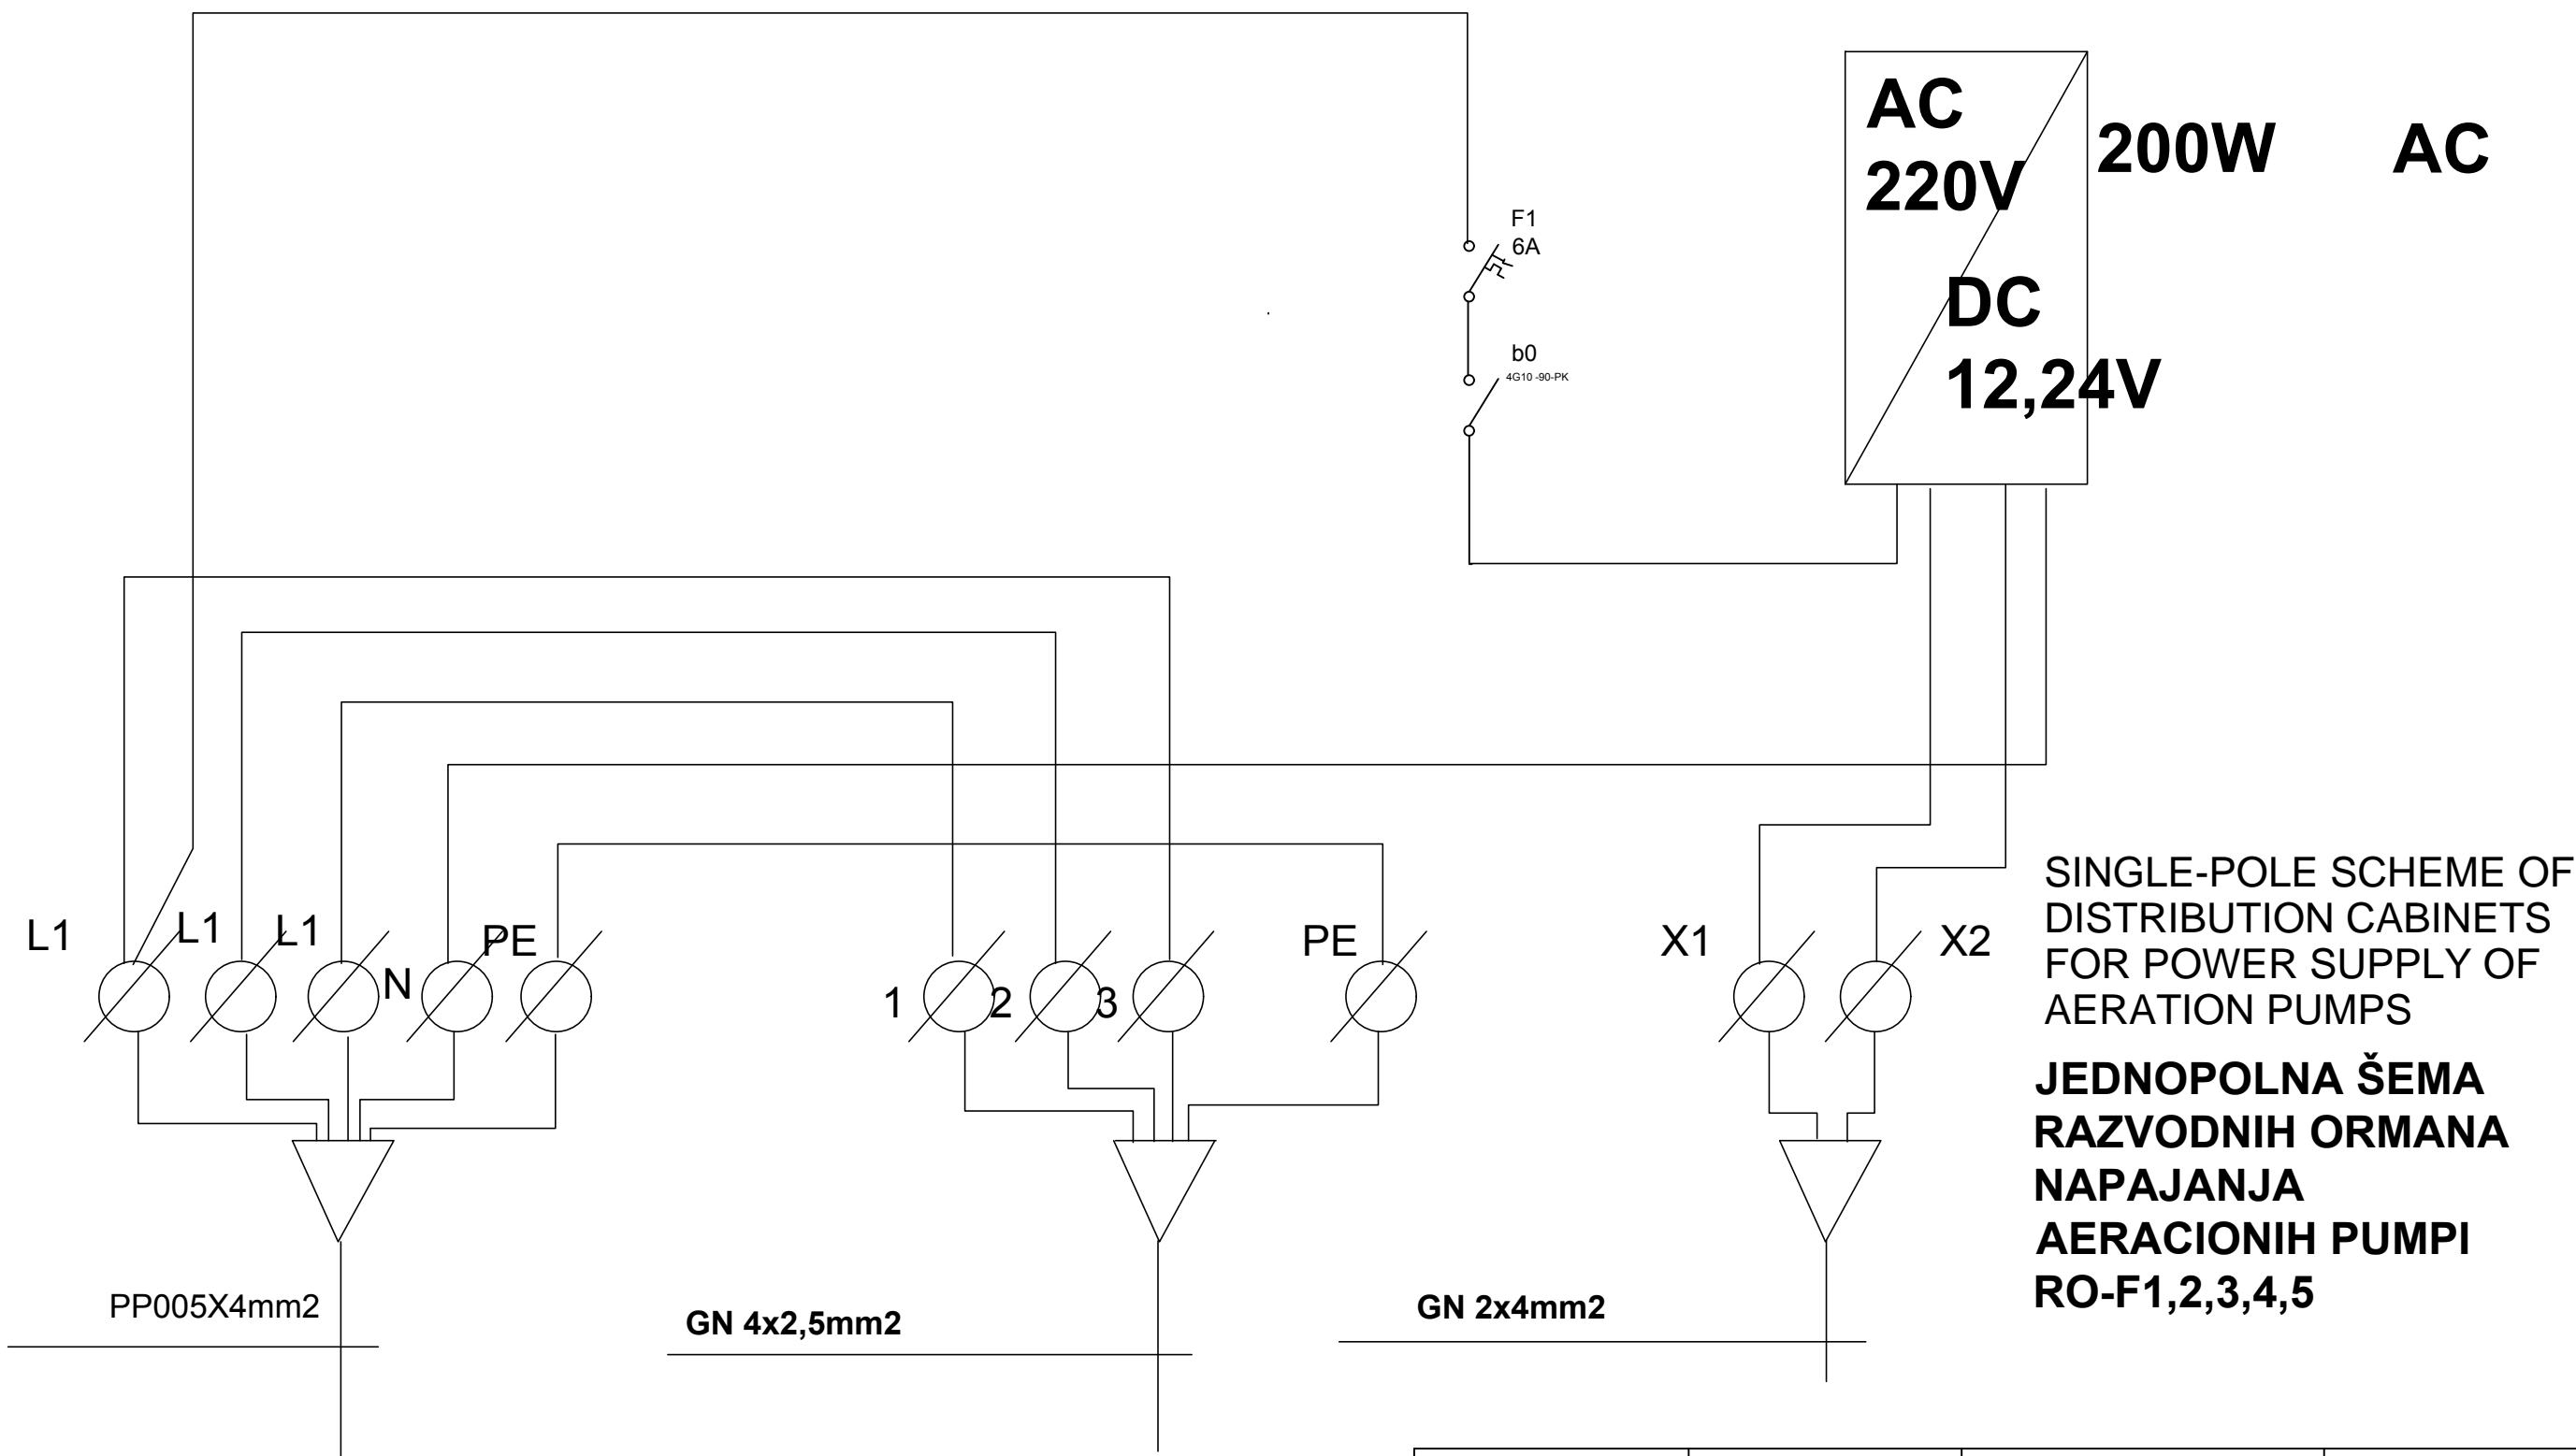 AC
220V
200W
AC
DC
12,24V
F1
6A
b0
4G10 -90-PK
L1
L1
L1
N
PE
1
2
3
PE
X1
X2
SINGLE-POLE SCHEME OF
DISTRIBUTION CABINETS
FOR POWER SUPPLY OF
AERATION PUMPS
JEDNOPOLNA ŠEMA
RAZVODNIH ORMANA
NAPAJANJA
AERACIONIH PUMPI
RO-F1,2,3,4,5
PP005X4mm2
GN 4x2,5mm2
GN 2x4mm2